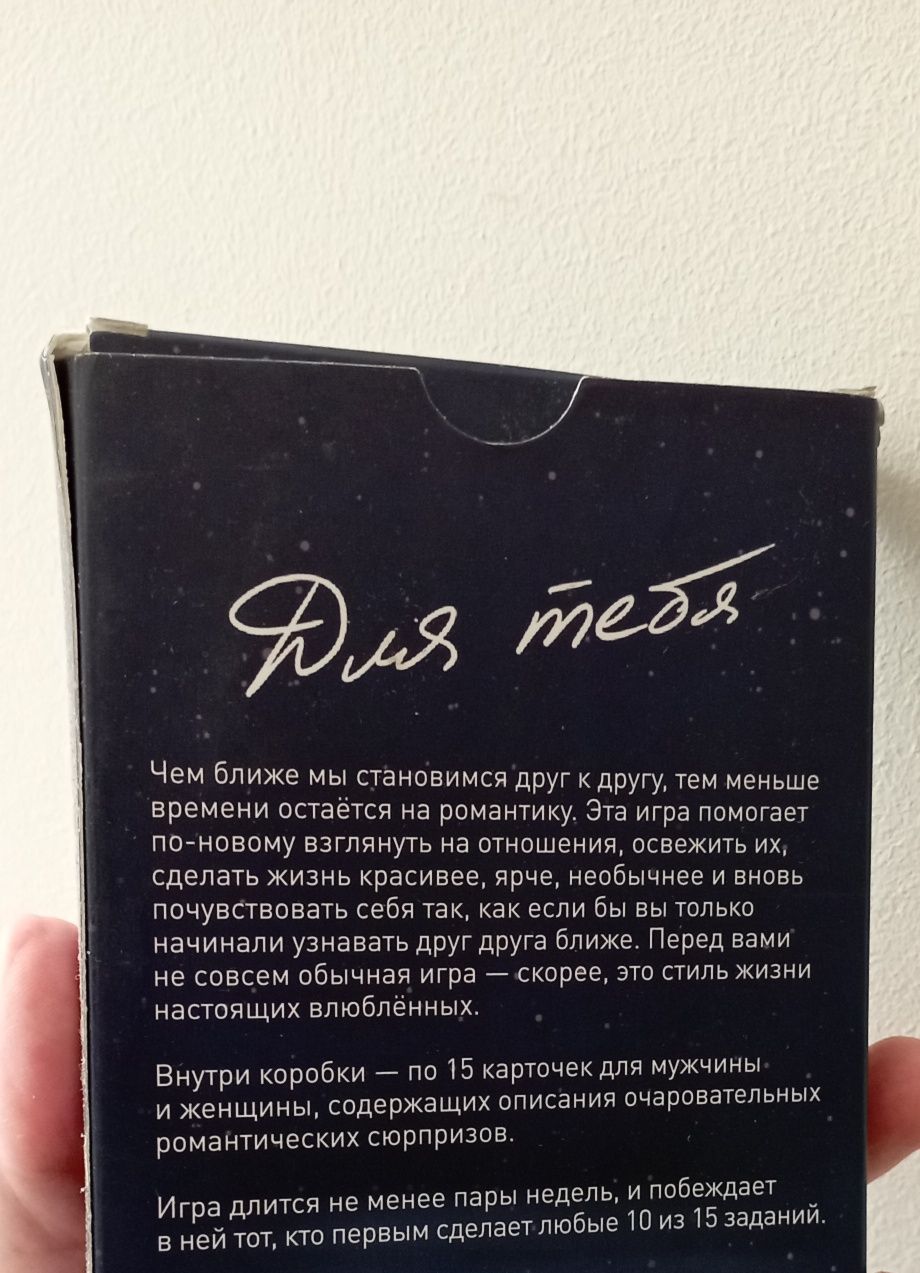 Для тебя
Чем ближе мы становимся друг к другу, тем меньше
времени остаётся на романтику. Эта игра помогает
по-новому взглянуть на отношения, освежить их,
сделать жизнь красивее, ярче, необычнее и вновь
почувствовать себя так, как если бы вы только
начинали узнавать друг друга ближе. Перед вами
не совсем обычная игра — скорее, это стиль жизни
настоящих влюблённых.
Внутри коробки — по 15 карточек для мужчины
и женщины, содержащих описания очаровательных
романтических сюрпризов.
Игра длится не менее пары недель, и побеждает
в ней тот, кто первым сделает любые 10 из 15 заданий.